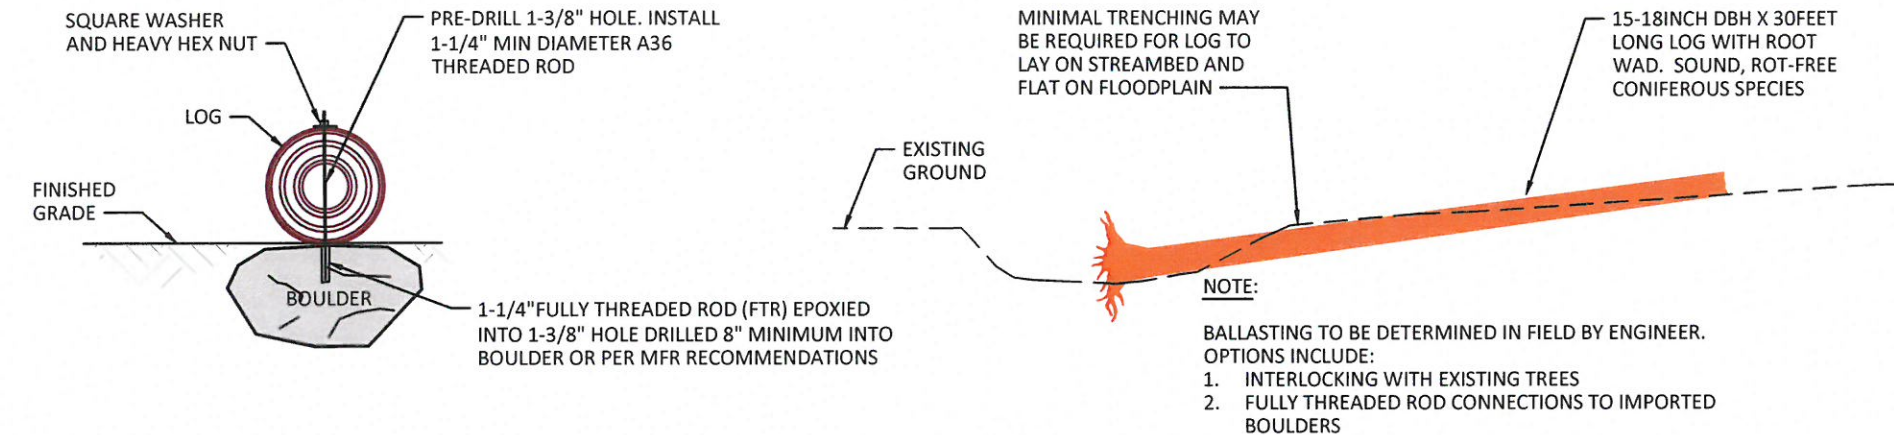 SQUARE WASHER
AND HEAVY HEX NUT
PRE-DRILL 1-3/8" HOLE. INSTALL
1-1/4" MIN DIAMETER A36
THREADED ROD
LOG
FINISHED
GRADE
BOULDER
1-1/4"FULLY THREADED ROD (FTR) EPOXIED
INTO 1-3/8" HOLE DRILLED 8" MINIMUM INTO
BOULDER OR PER MFR RECOMMENDATIONS
MINIMAL TRENCHING MAY
BE REQUIRED FOR LOG TO
LAY ON STREAMBED AND
FLAT ON FLOODPLAIN
15-18INCH DBH X 30FEET
LONG LOG WITH ROOT
WAD. SOUND, ROT-FREE
CONIFEROUS SPECIES
EXISTING
GROUND
NOTE:
BALLASTING TO BE DETERMINED IN FIELD BY ENGINEER.
OPTIONS INCLUDE:
1. INTERLOCKING WITH EXISTING TREES
2. FULLY THREADED ROD CONNECTIONS TO IMPORTED
BOULDERS